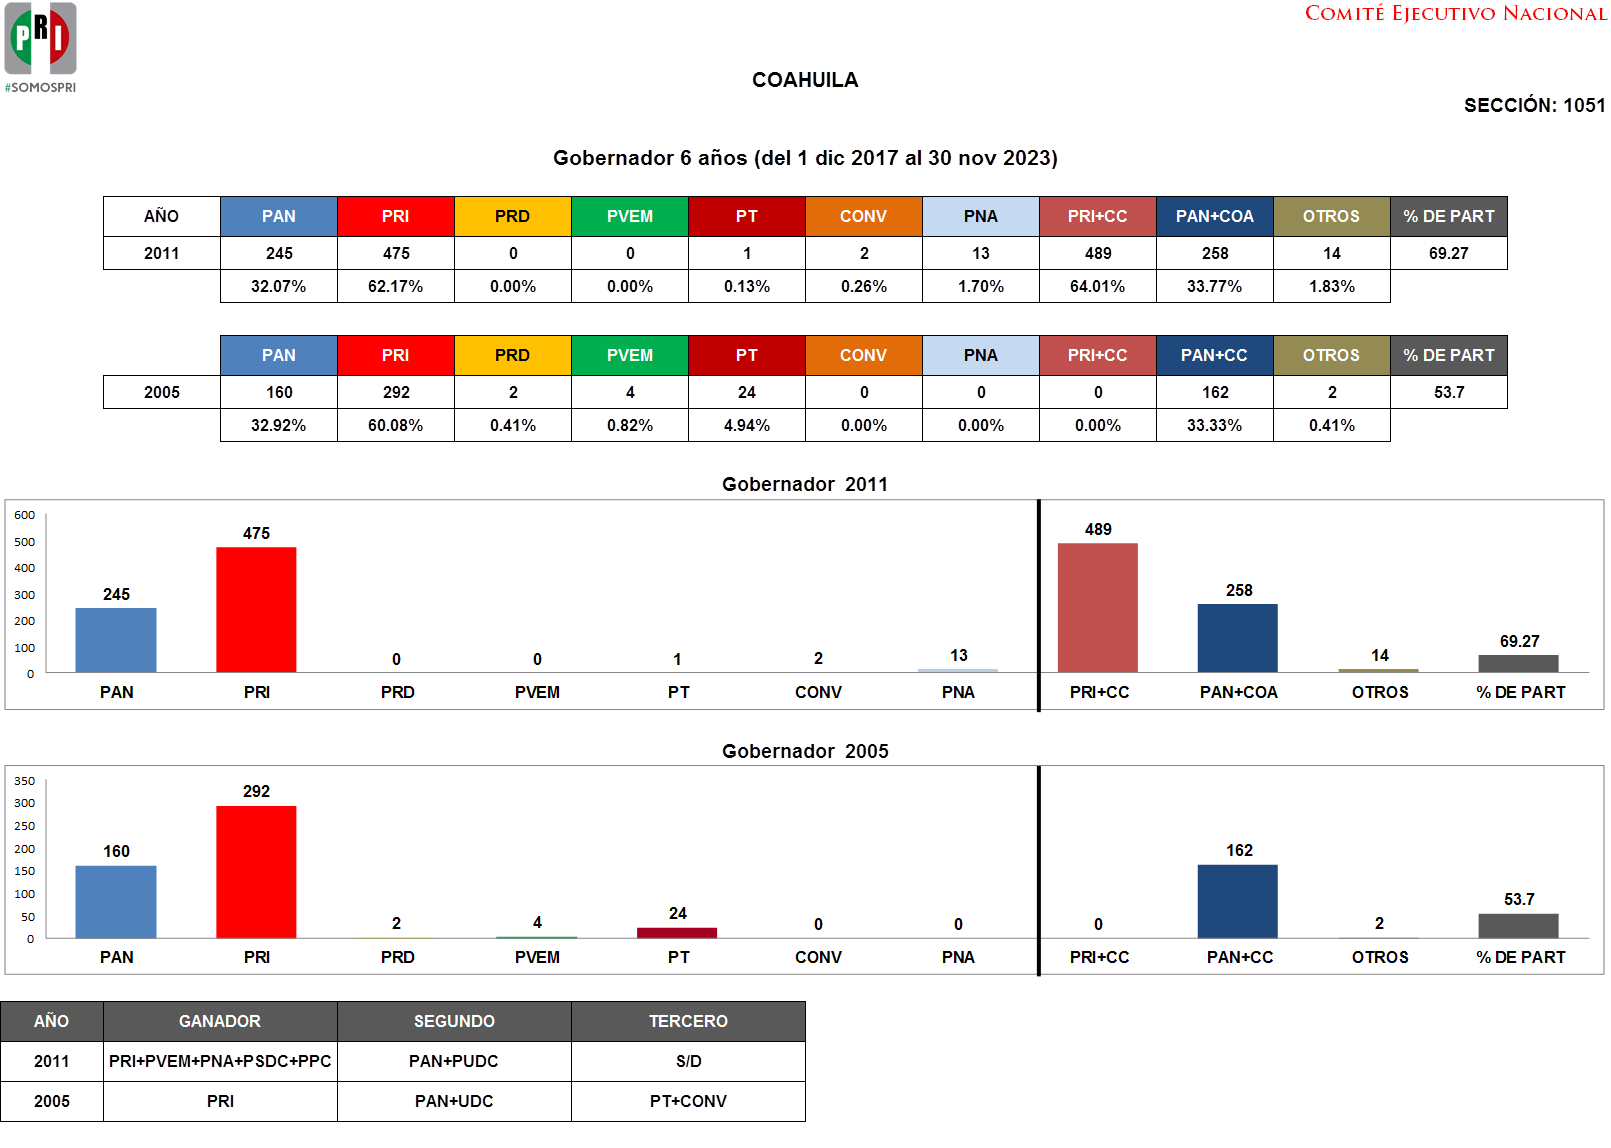 PRI
#SOMOSPRI
COMITÉ EJECUTIVO NACIONAL
COAHUILA
SECCIÓN: 1051
Gobernador 6 años (del 1 dic 2017 al 30 nov 2023)
AÑO PAN PRI PRD PVEM PT CONV PNA PRI+CC PAN+COA OTROS % DE PART
2011 245 475 0 0 1 2 13 489 258 14 69.27
32.07% 62.17% 0.00% 0.00% 0.13% 0.26% 1.70% 64.01% 33.77% 1.83%
PAN PRI PRD PVEM PT CONV PNA PRI+CC PAN+CC OTROS % DE PART
2005 160 292 2 4 24 0 0 0 162 2 53.7
32.92% 60.08% 0.41% 0.82% 4.94% 0.00% 0.00% 0.00% 33.33% 0.41%
Gobernador 2011
600
500
400
300
200
100
0
245 475 0 0 1 2 13 489 258 14 69.27
PAN PRI PRD PVEM PT CONV PNA PRI+CC PAN+COA OTROS % DE PART
Gobernador 2005
350
300
250
200
150
100
50
0
160 292 2 4 24 0 0 0 162 2 53.7
PAN PRI PRD PVEM PT CONV PNA PRI+CC PAN+CC OTROS % DE PART
AÑO GANADOR SEGUNDO TERCERO
2011 PRI+PVEM+PNA+PSDC+PPC PAN+PUDC S/D
2005 PRI PAN+UDC PT+CONV